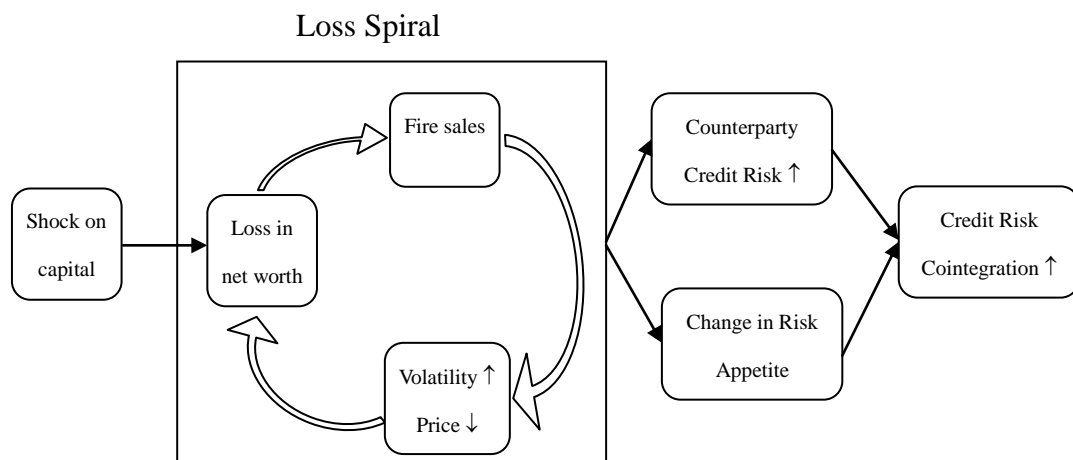 Loss Spiral
Shock on
capital
Loss in
net worth
Fire sales
Volatility ↑
Price ↓
Counterparty
Credit Risk ↑
Change in Risk
Appetite
Credit Risk
Cointegration ↑